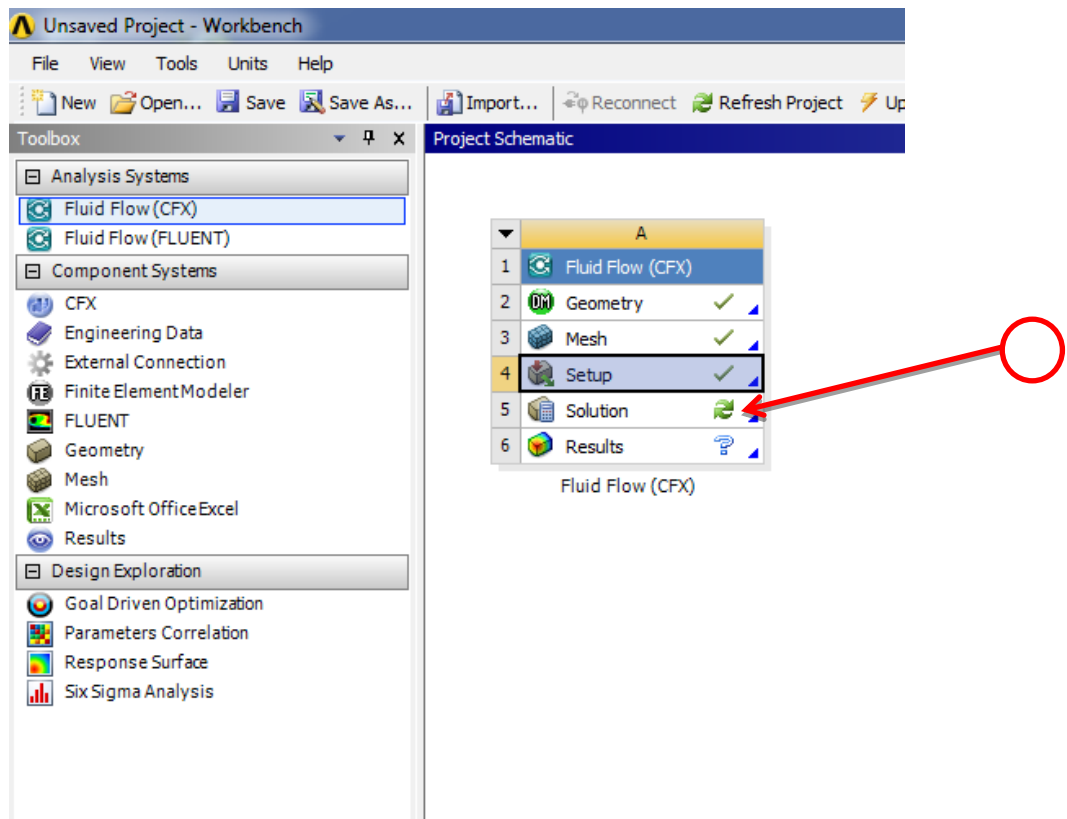 Unsaved Project - Workbench
File View Tools Units Help
New Open... Save Save As... Import... Reconnect Refresh Project Up
Toolbox
Project Schematic
Analysis Systems
Fluid Flow (CFX)
Fluid Flow (FLUENT)
Component Systems
CFX
Engineering Data
External Connection
FE Finite Element Modeler
FLUENT
Geometry
Mesh
Microsoft Office Excel
Results
Design Exploration
Goal Driven Optimization
Parameters Correlation
Response Surface
Six Sigma Analysis
A
1 Fluid Flow (CFX)
2 DM Geometry
3 Mesh
4 Setup
5 Solution
6 Results ?
Fluid Flow (CFX)